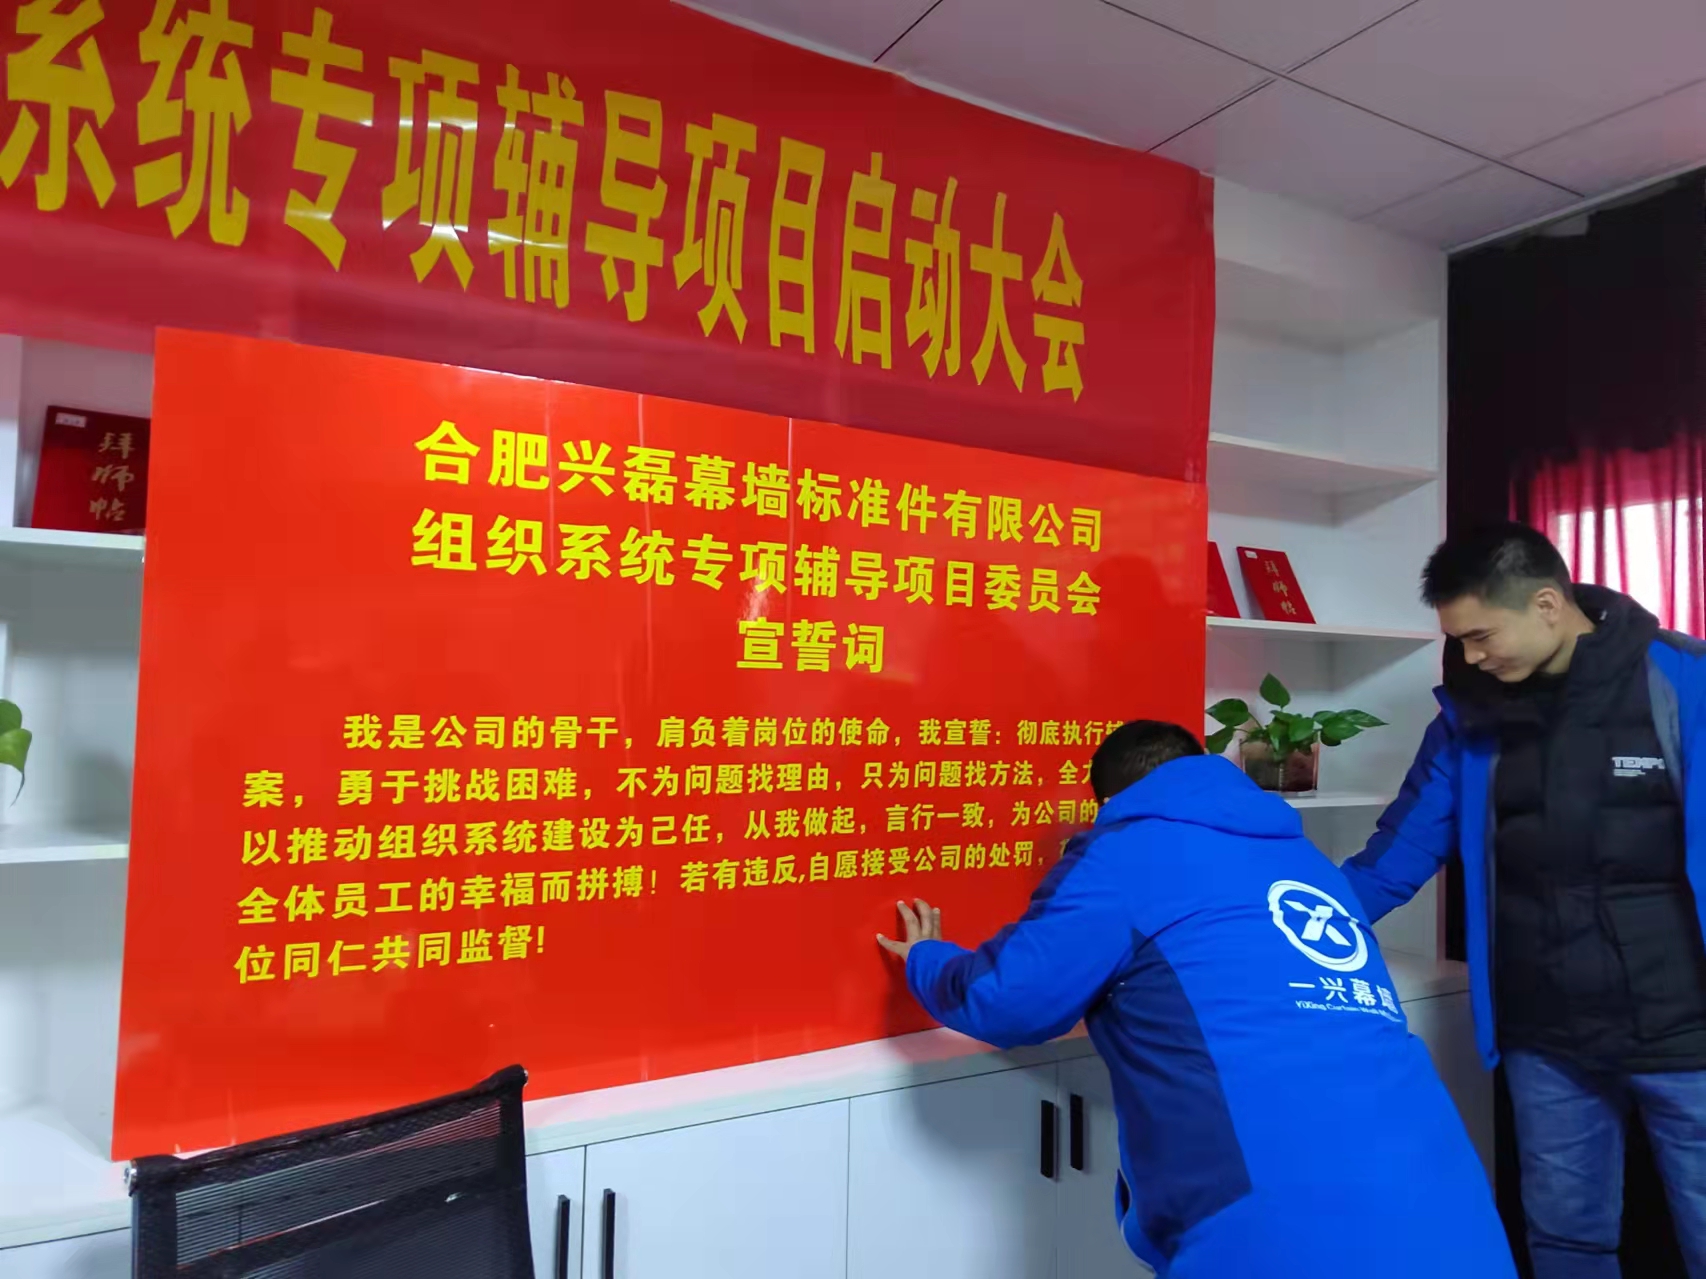 系统专项辅导项目启动大会
合肥兴磊幕墙标准件有限公司
组织系统专项辅导项目委员会
宣誓词
我是公司的骨干，肩负着岗位的使命，我宣誓：彻底执行
案，勇于挑战困难，不为问题找理由，只为问题找方法，全力
以推动组织系统建设为己任，从我做起，言行一致，为公司的
全体员工的幸福而拼搏！若有违反,自愿接受公司的处罚，
位同仁共同监督!
拜师帖
拜师帖
一兴幕墙
YiXing Curtain Wall